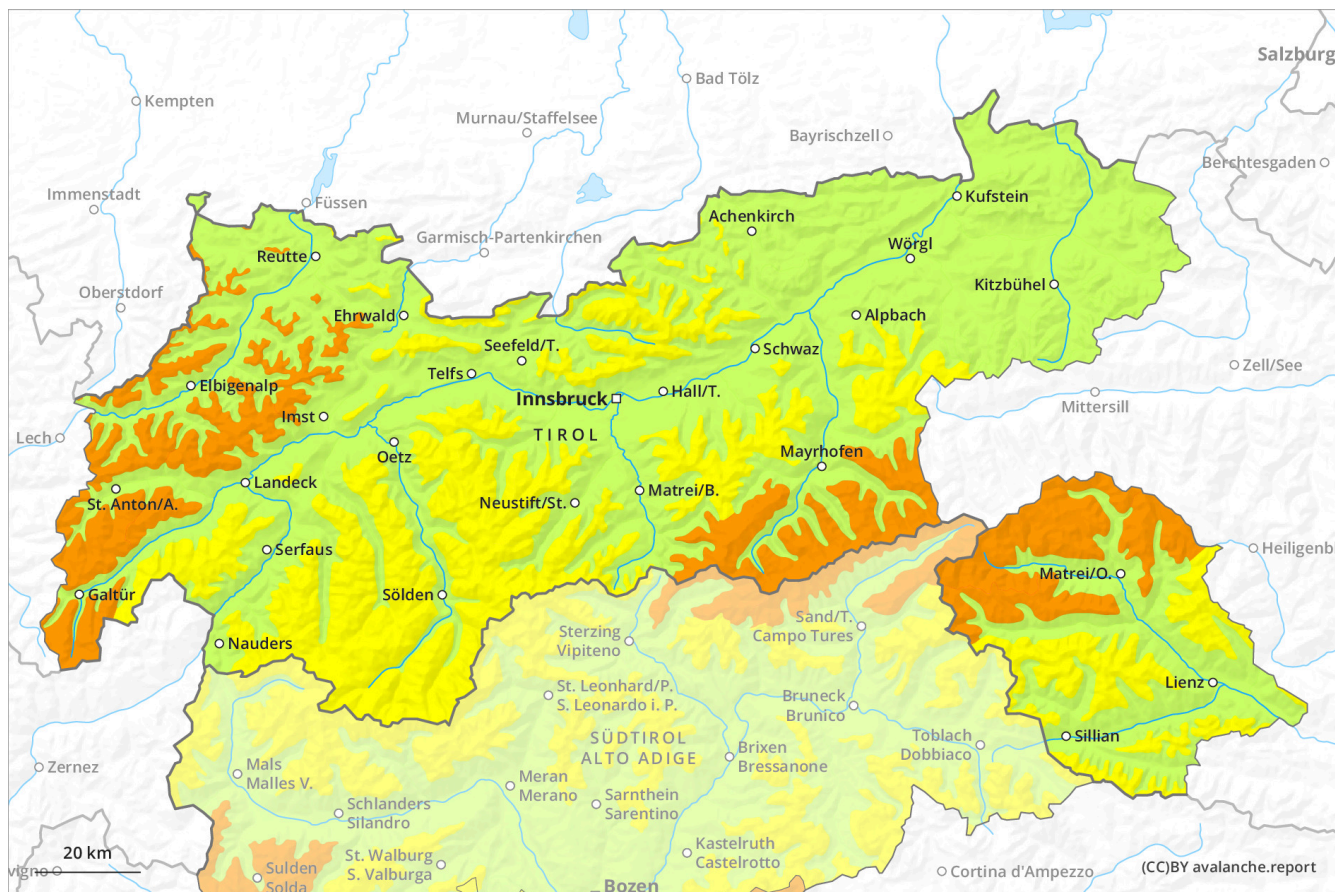 Salzburg
Bad Tölz
Kempten
Murnau/Staffelsee
Bayrischzell
Berchtesgaden
Immenstadt
Füssen
Kufstein
Achenkirch
Garmisch-Partenkirchen
Wörgl
Reutte
Kitzbühel
Oberstdorf
Ehrwald
Alpbach
Seefeld/T.
Schwaz
Zell/See
Telfs
Elbigenalp
Hall/T.
Innsbruck
Mittersill
Imst
TIROL
Lech
Mayrhofen
Oetz
Landeck
Matrei/B.
St. Anton/A.
Neustift/St.
Serfaus
Heiligenb
Matrei/O.
Galtür
Sölden
Sand/T.
Campo Tures
Sterzing
Vipiteno
Nauders
Lienz
St. Leonhard/P.
S. Leonardo i. P.
Bruneck
Brunico
Sillian
SÜDTIROL
ALTO ADIGE
Toblach
Dobbiaco
Brixen
Bressanone
Zernez
Mals
Malles V.
Meran
Merano
Sarnthein
Sarentino
Schlanders
Silandro
20 km
Kastelruth
Castelrotto
St. Walburg
S. Valburga
vigno
Sulden
Solda
Cortina d'Ampezzo
(CC)BY avalanche.report
Bozen